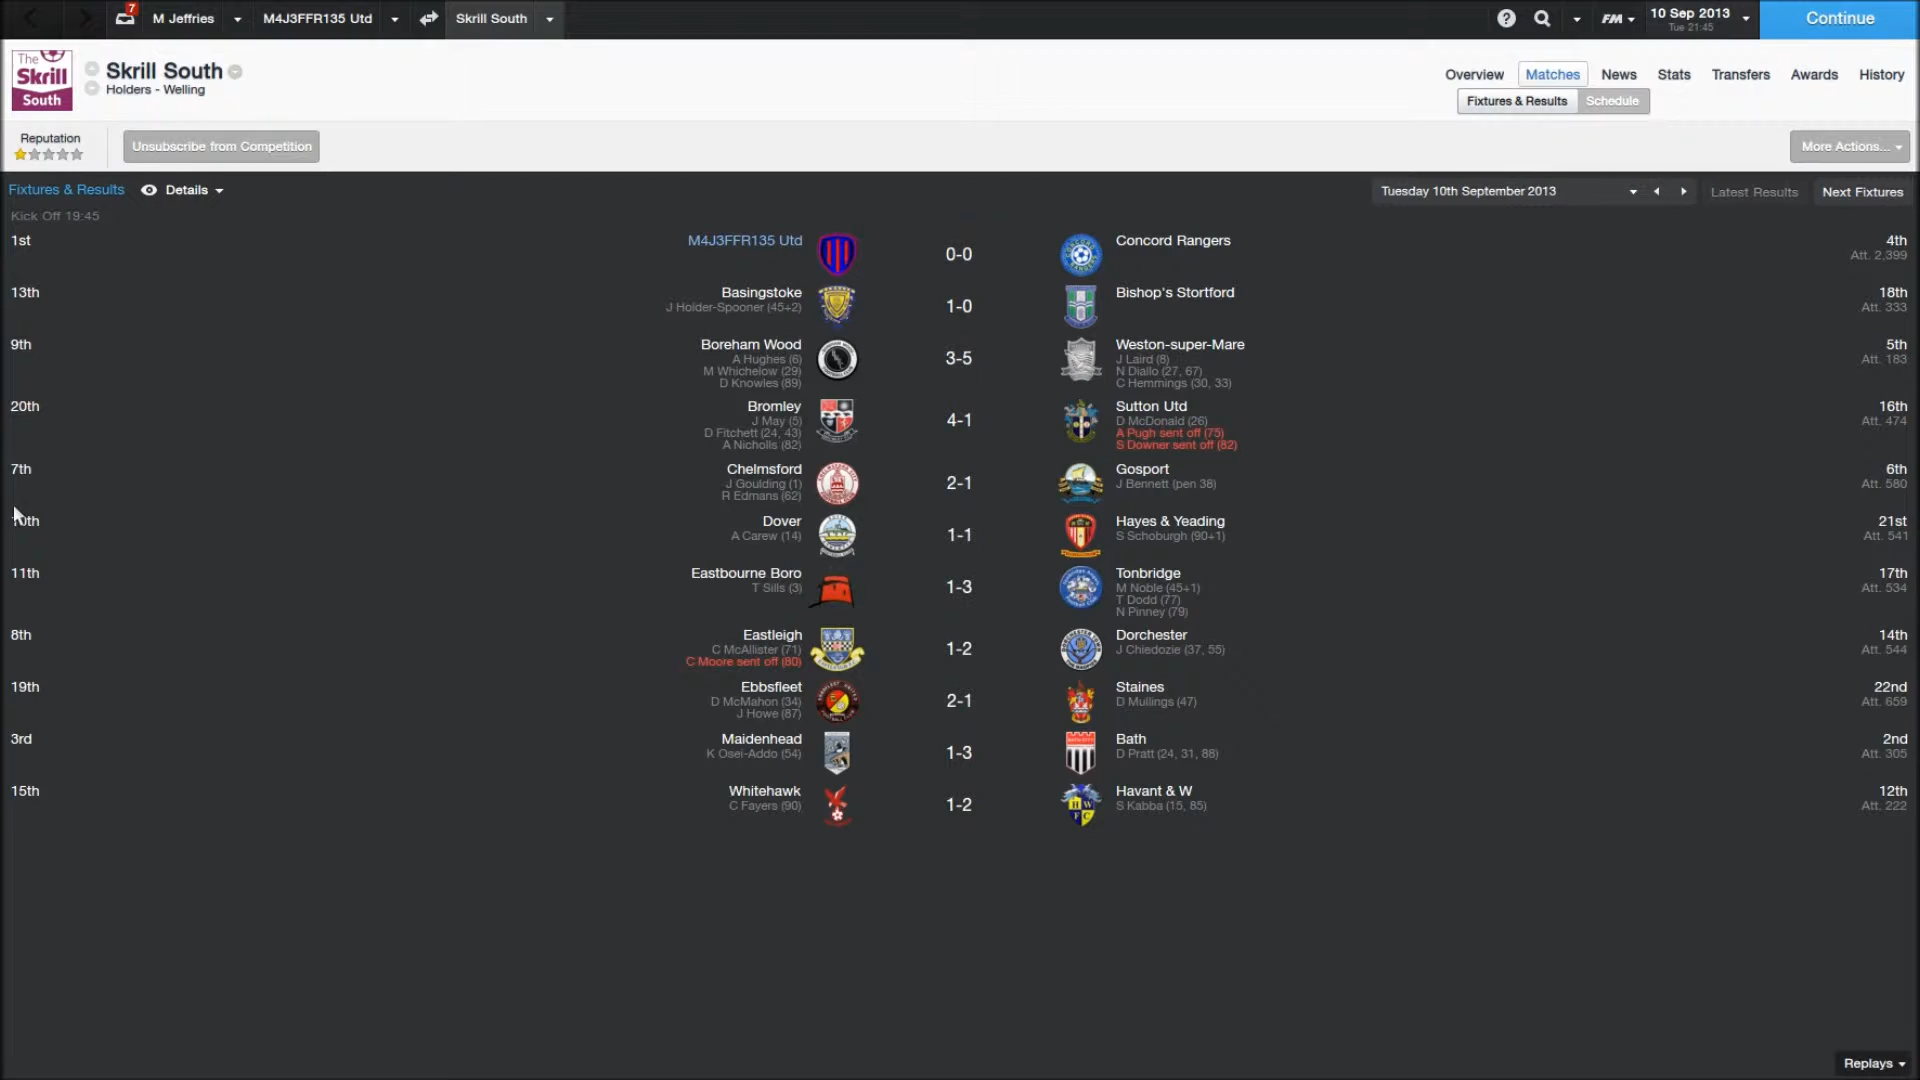 7
M Jeffries
M4J3FFR135 Utd
Skrill South
FM
10 Sep 2013
Tue 21:45
Continue
The
Skrill
South
Skrill South
Holders - Welling
Overview
Matches
News
Stats
Transfers
Awards
History
Fixtures & Results
Schedule
Reputation
Unsubscribe from Competition
More Actions...
Fixtures & Results
Details
Tuesday 10th September 2013
Latest Results
Next Fixtures
Kick Off 19:45
1st M4J3FFR135 Utd 0-0 Concord Rangers 4th
Att. 2,399
13th Basingstoke 1-0 Bishop's Stortford 18th
J Holder-Spooner (45+2) Att. 333
9th Boreham Wood 3-5 Weston-super-Mare 5th
A Hughes (6) J Laird (8) Att. 183
M Whichelow (29) N Diallo (27, 67)
D Knowles (89) C Hemmings (30, 33)
20th Bromley 4-1 Sutton Utd 16th
J May (5) D McDonald (26) Att. 474
D Fitchett (24, 43) A Pugh sent off (75)
A Nicholls (82) S Downer sent off (82)
7th Chelmsford 2-1 Gosport 6th
J Goulding (1) J Bennett (pen 38) Att. 580
R Edmans (62)
10th Dover 1-1 Hayes & Yeading 21st
A Carew (14) S Schoburgh (90+1) Att. 541
11th Eastbourne Boro 1-3 Tonbridge 17th
T Sills (3) M Noble (45+1) Att. 534
T Dodd (77)
N Pinney (79)
8th Eastleigh 1-2 Dorchester 14th
C McAllister (71) J Chiedozie (37, 55) Att. 544
C Moore sent off (80)
19th Ebbsfleet 2-1 Staines 22nd
D McMahon (34) D Mullings (47) Att. 659
J Howe (87)
3rd Maidenhead 1-3 Bath 2nd
K Osei-Addo (54) D Pratt (24, 31, 88) Att. 305
15th Whitehawk 1-2 Havant & W 12th
C Fayers (90) S Kabba (15, 85) Att. 222
Replays